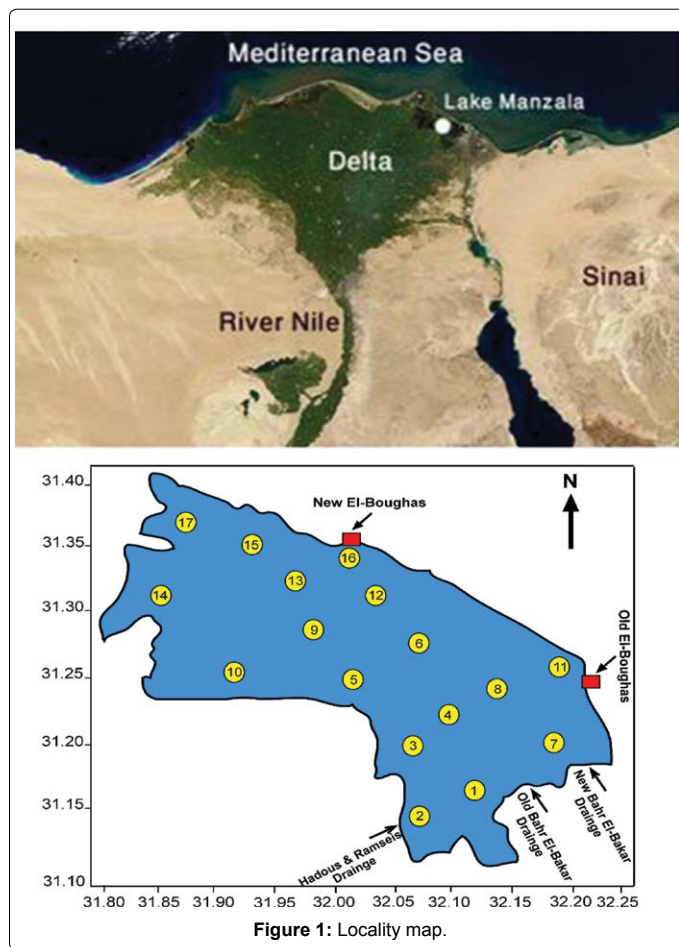 Mediterranean Sea
Lake Manzala
Delta
Sinai
River Nile
31.40
31.35
31.30
31.25
31.20
31.15
31.10
New El-Boughas
N
Old El-Boughas
17
15
16
13
12
14
9
6
11
10
5
8
4
3
7
1
2
New Bahr El-Bakar
Drainge
Old Bahr El-Bakar
Drainge
Hadous & Ramseis
Drainge
31.80 31.85 31.90 31.95 32.00 32.05 32.10 32.15 32.20 32.25
Figure 1: Locality map.